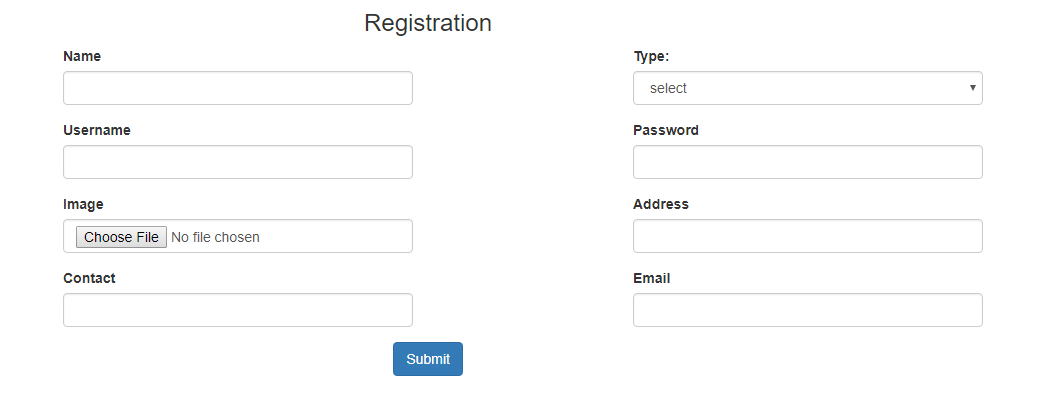 Registration
Name
Type:
select
Username
Password
Image
Address
Choose File No file chosen
Contact
Email
Submit